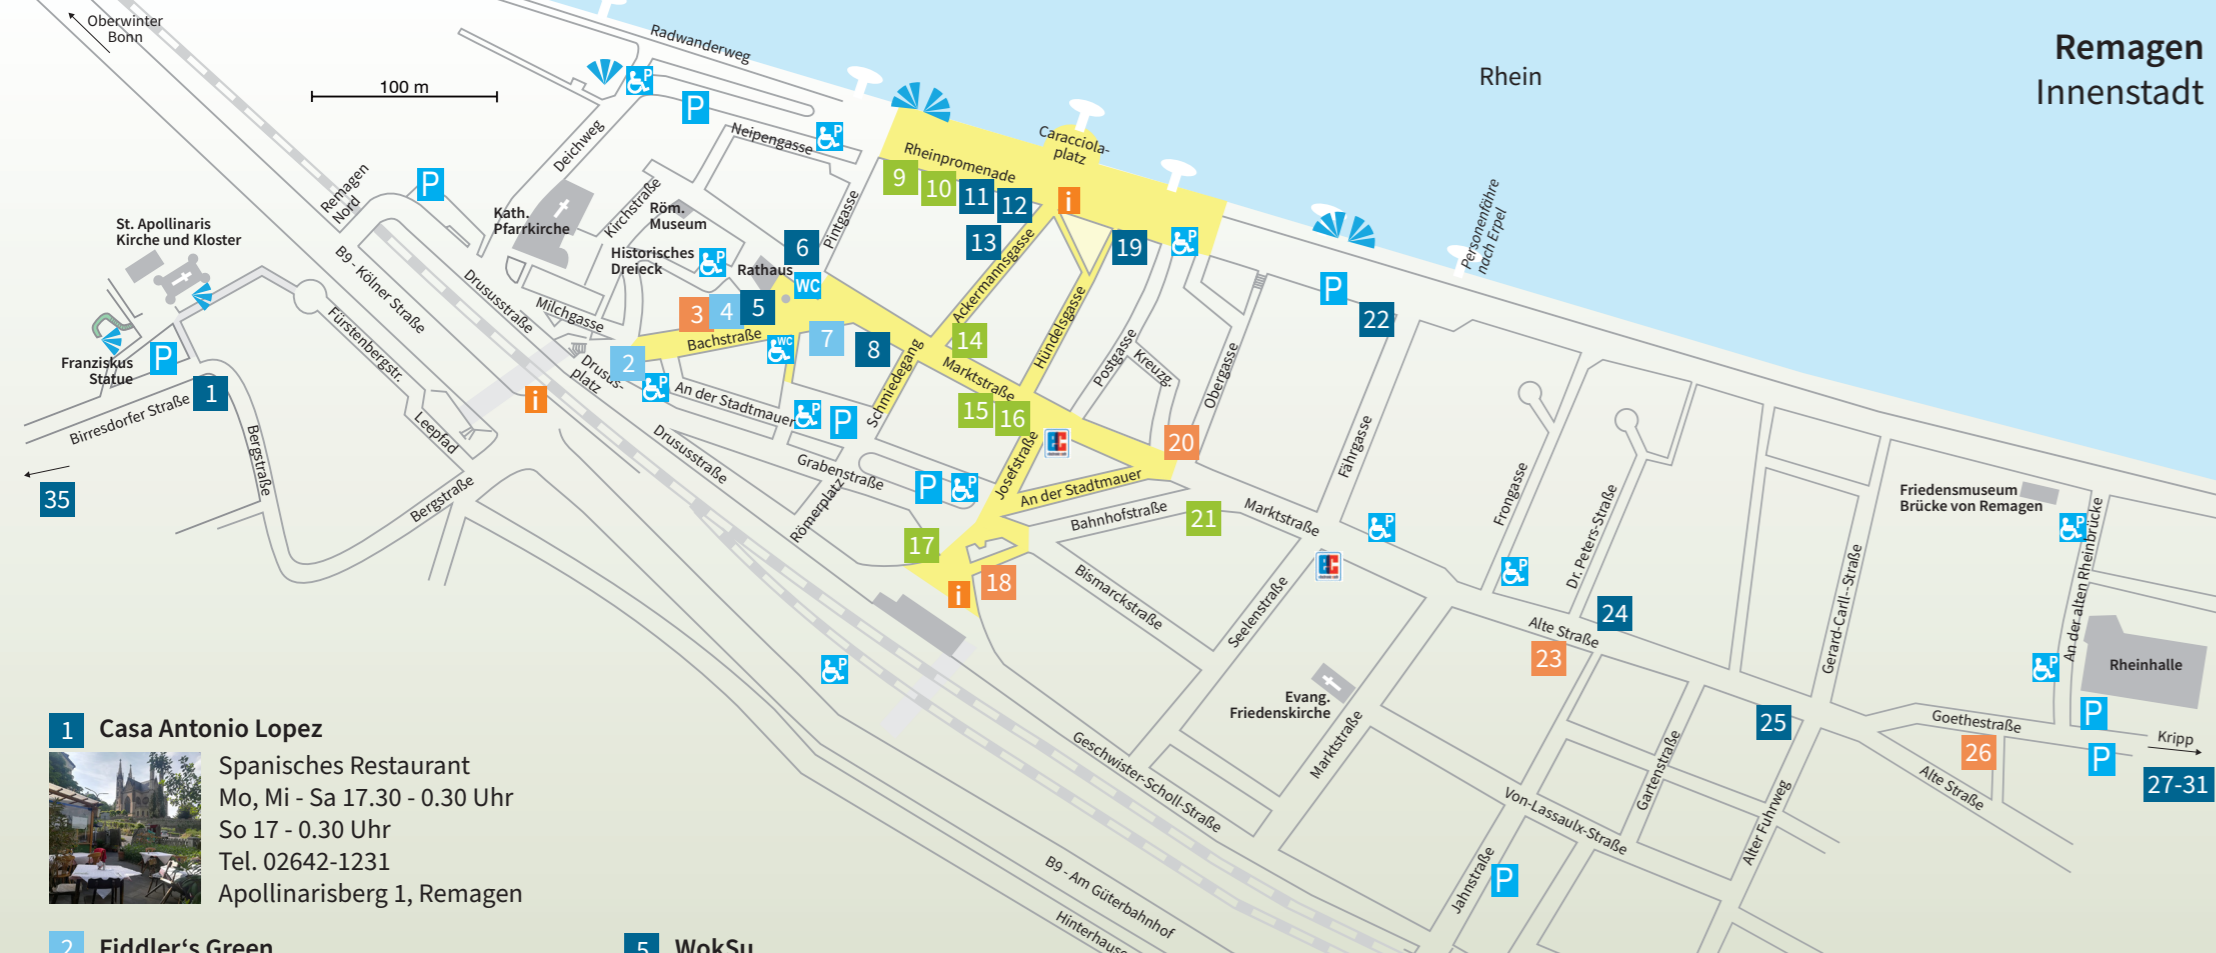 Oberwinter
Bonn
Radwanderweg
Rhein
Remagen
Innenstadt
100 m
P
P
P
Neipengasse
Deichweg
Caracciola-
platz
Rheinpromenade
Remagen
Nord
P
Kath.
Pfarrkirche
Kirchstraße
Röm.
Museum
Pintgasse
9
10
11
12
i
13
19
P
Personenfähre
nach Erpel
St. Apollinaris
Kirche und Kloster
B9 - Kölner Straße
Drususstraße
Historisches
Dreieck
P
Rathaus
6
WC
Ackermannsgasse
Hündelsgasse
P
22
Milchgasse
3
4
5
Bachstraße
7
8
WC
14
Schmiedegang
Marktstraße
Postgasse
Kreuzg.
Obergasse
Franziskus
Statue
P
Fürstenbergstr.
Drusus-
platz
2
P
An der Stadtmauer
P
P
15
16
1
i
Birresdorfer Straße
Bergstraße
Leepfad
Drususstraße
Grabenstraße
Römerplatz
P
P
Josefstraße
EC
20
Fährgasse
An der Stadtmauer
Bahnhofstraße
21
Marktstraße
P
EC
35
Bergstraße
17
i
18
Bismarckstraße
Seelenstraße
Frongasse
Dr. Peters-Straße
P
24
Alte Straße
23
Gerard-Carll--Straße
Friedensmuseum
Brücke von Remagen
P
An der alten Rheinbrücke
P
Rheinhalle
P
P
P
Evang.
Friedenskirche
Marktstraße
Geschwister-Scholl-Straße
25
Goethestraße
26
Alte Straße
Kripp
27-31
Gartenstraße
Von-Lassaulx-Straße
Alter Fuhrweg
Jahnstraße
P
B9 - Am Güterbahnhof
Hinterhause
1 Casa Antonio Lopez
Spanisches Restaurant
Mo, Mi - Sa 17.30 - 0.30 Uhr
So 17 - 0.30 Uhr
Tel. 02642-1231
Apollinarisberg 1, Remagen
2 Fiddler‘s Green
5 WokSu